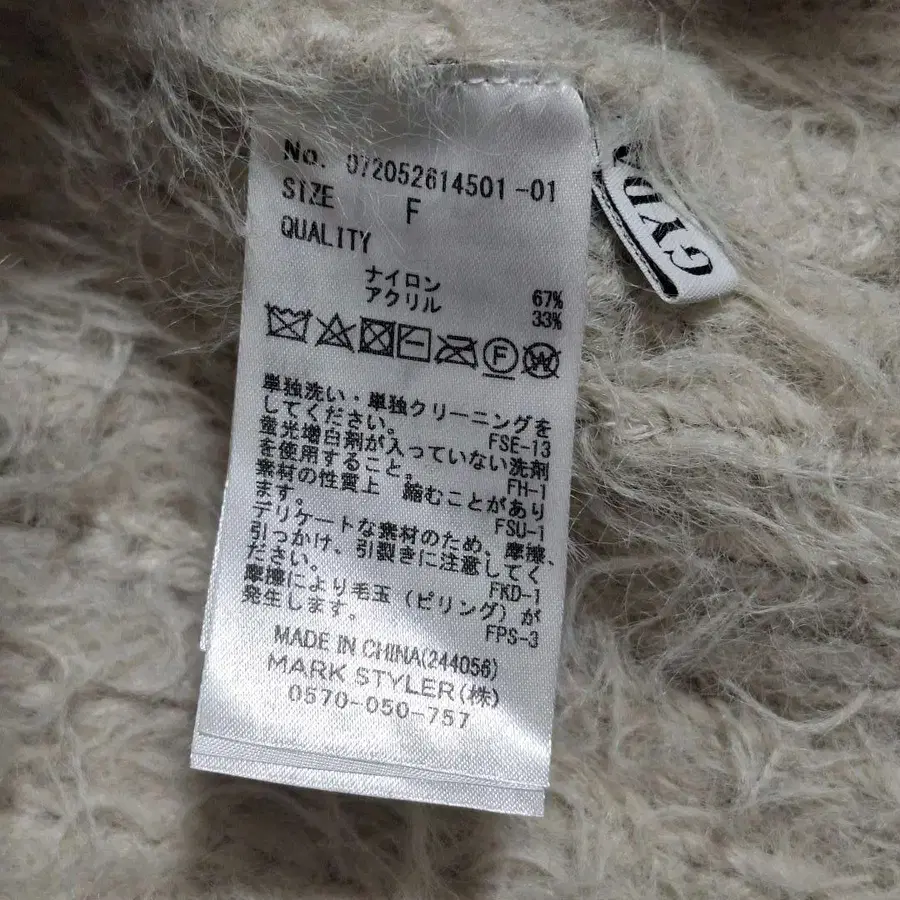 No. 072052614501-01
SIZE F
QUALITY
ナイロン 67%
アクリル 33%
F
W
単独洗い・単独クリーニングを
してください。 FSE-13
蛍光増白剤が入っていない洗剤
を使用すること。 FH-1
素材の性質上 縮むことがあり
ます。 FSU-1
デリケートな素材のため、摩擦、
引っかけ、引裂きに注意してく
ださい。 FKD-1
摩擦により毛玉（ピリング）が
発生します。 FPS-3
MADE IN CHINA(244056)
MARK STYLER(株)
0570-050-757
GYDA